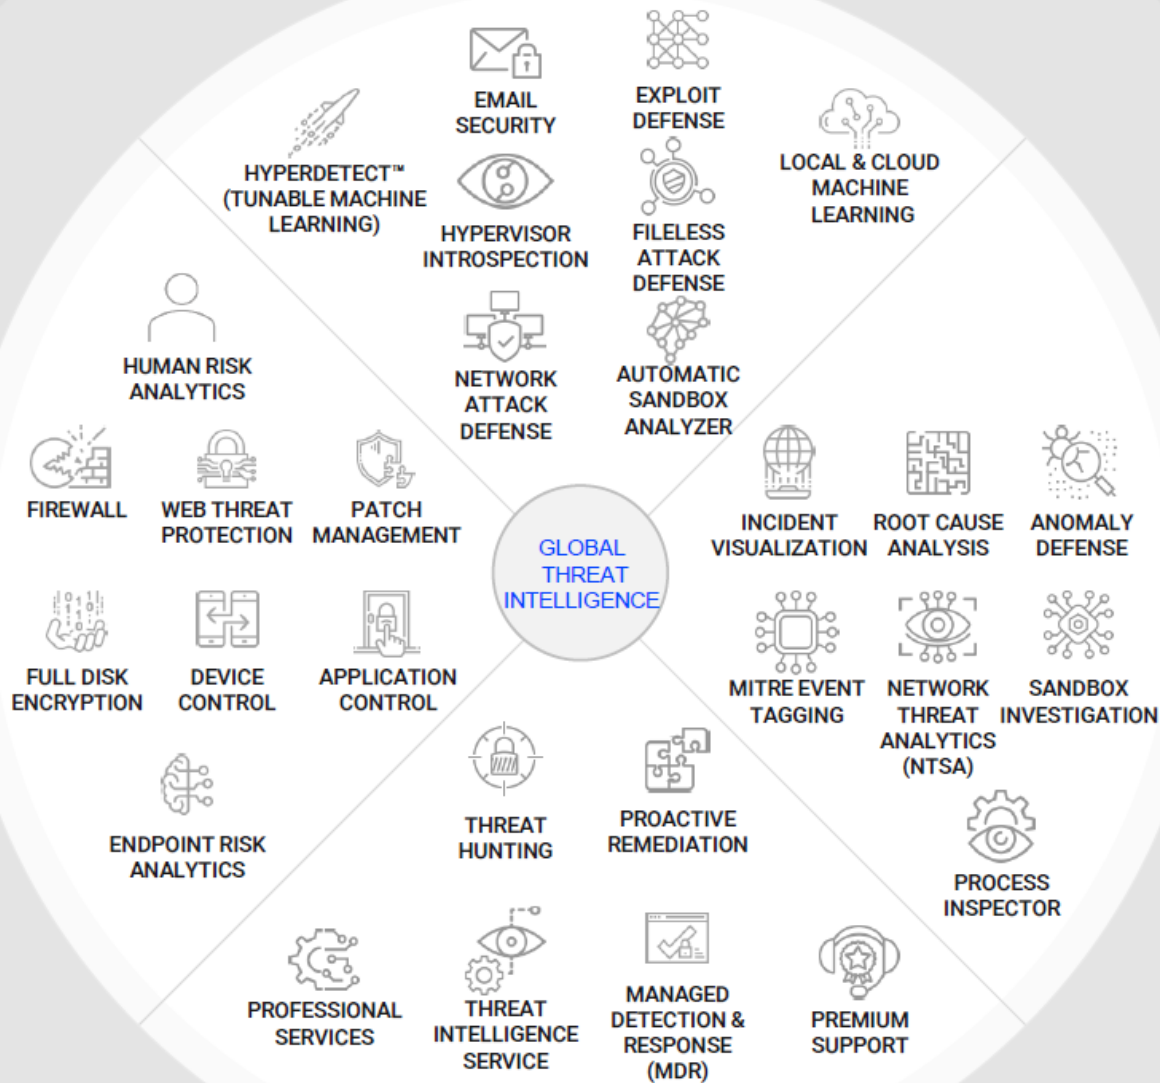 EMAIL
SECURITY
EXPLOIT
DEFENSE
HYPERDETECT™
(TUNABLE MACHINE
LEARNING)
LOCAL & CLOUD
MACHINE
LEARNING
HYPERVISOR
INTROSPECTION
FILELESS
ATTACK
DEFENSE
NETWORK
ATTACK
DEFENSE
AUTOMATIC
SANDBOX
ANALYZER
HUMAN RISK
ANALYTICS
FIREWALL
WEB THREAT
PROTECTION
PATCH
MANAGEMENT
FULL DISK
ENCRYPTION
DEVICE
CONTROL
APPLICATION
CONTROL
ENDPOINT RISK
ANALYTICS
GLOBAL
THREAT
INTELLIGENCE
INCIDENT
VISUALIZATION
ROOT CAUSE
ANALYSIS
ANOMALY
DEFENSE
MITRE EVENT
TAGGING
NETWORK
THREAT
ANALYTICS
(NTSA)
SANDBOX
INVESTIGATION
PROCESS
INSPECTOR
THREAT
HUNTING
PROACTIVE
REMEDIATION
PROFESSIONAL
SERVICES
THREAT
INTELLIGENCE
SERVICE
MANAGED
DETECTION &
RESPONSE
(MDR)
PREMIUM
SUPPORT